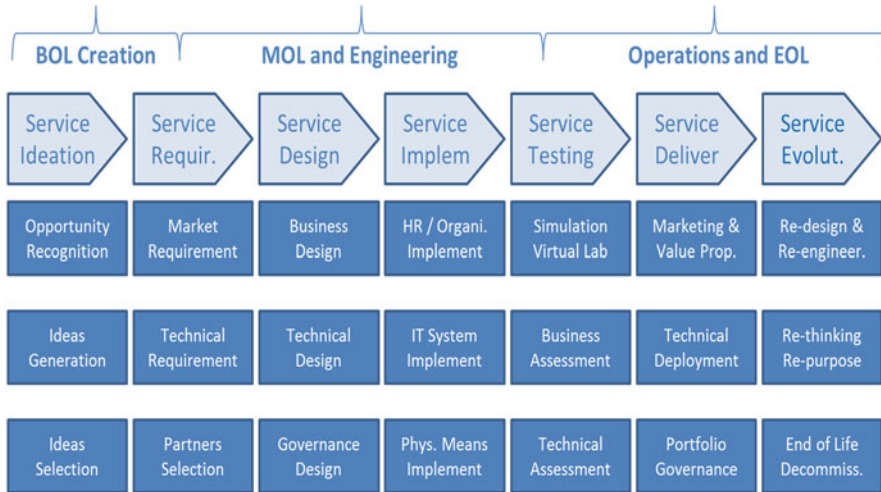 BOL Creation
MOL and Engineering
Operations and EOL
Service
Ideation
Service
Requir.
Service
Design
Service
Implem
Service
Testing
Service
Deliver
Service
Evolut.
Opportunity
Recognition
Market
Requirement
Business
Design
HR / Organi.
Implement
Simulation
Virtual Lab
Marketing &
Value Prop.
Re-design &
Re-engineer.
Ideas
Generation
Technical
Requirement
Technical
Design
IT System
Implement
Business
Assessment
Technical
Deployment
Re-thinking
Re-purpose
Ideas
Selection
Partners
Selection
Governance
Design
Phys. Means
Implement
Technical
Assessment
Portfolio
Governance
End of Life
Decommiss.